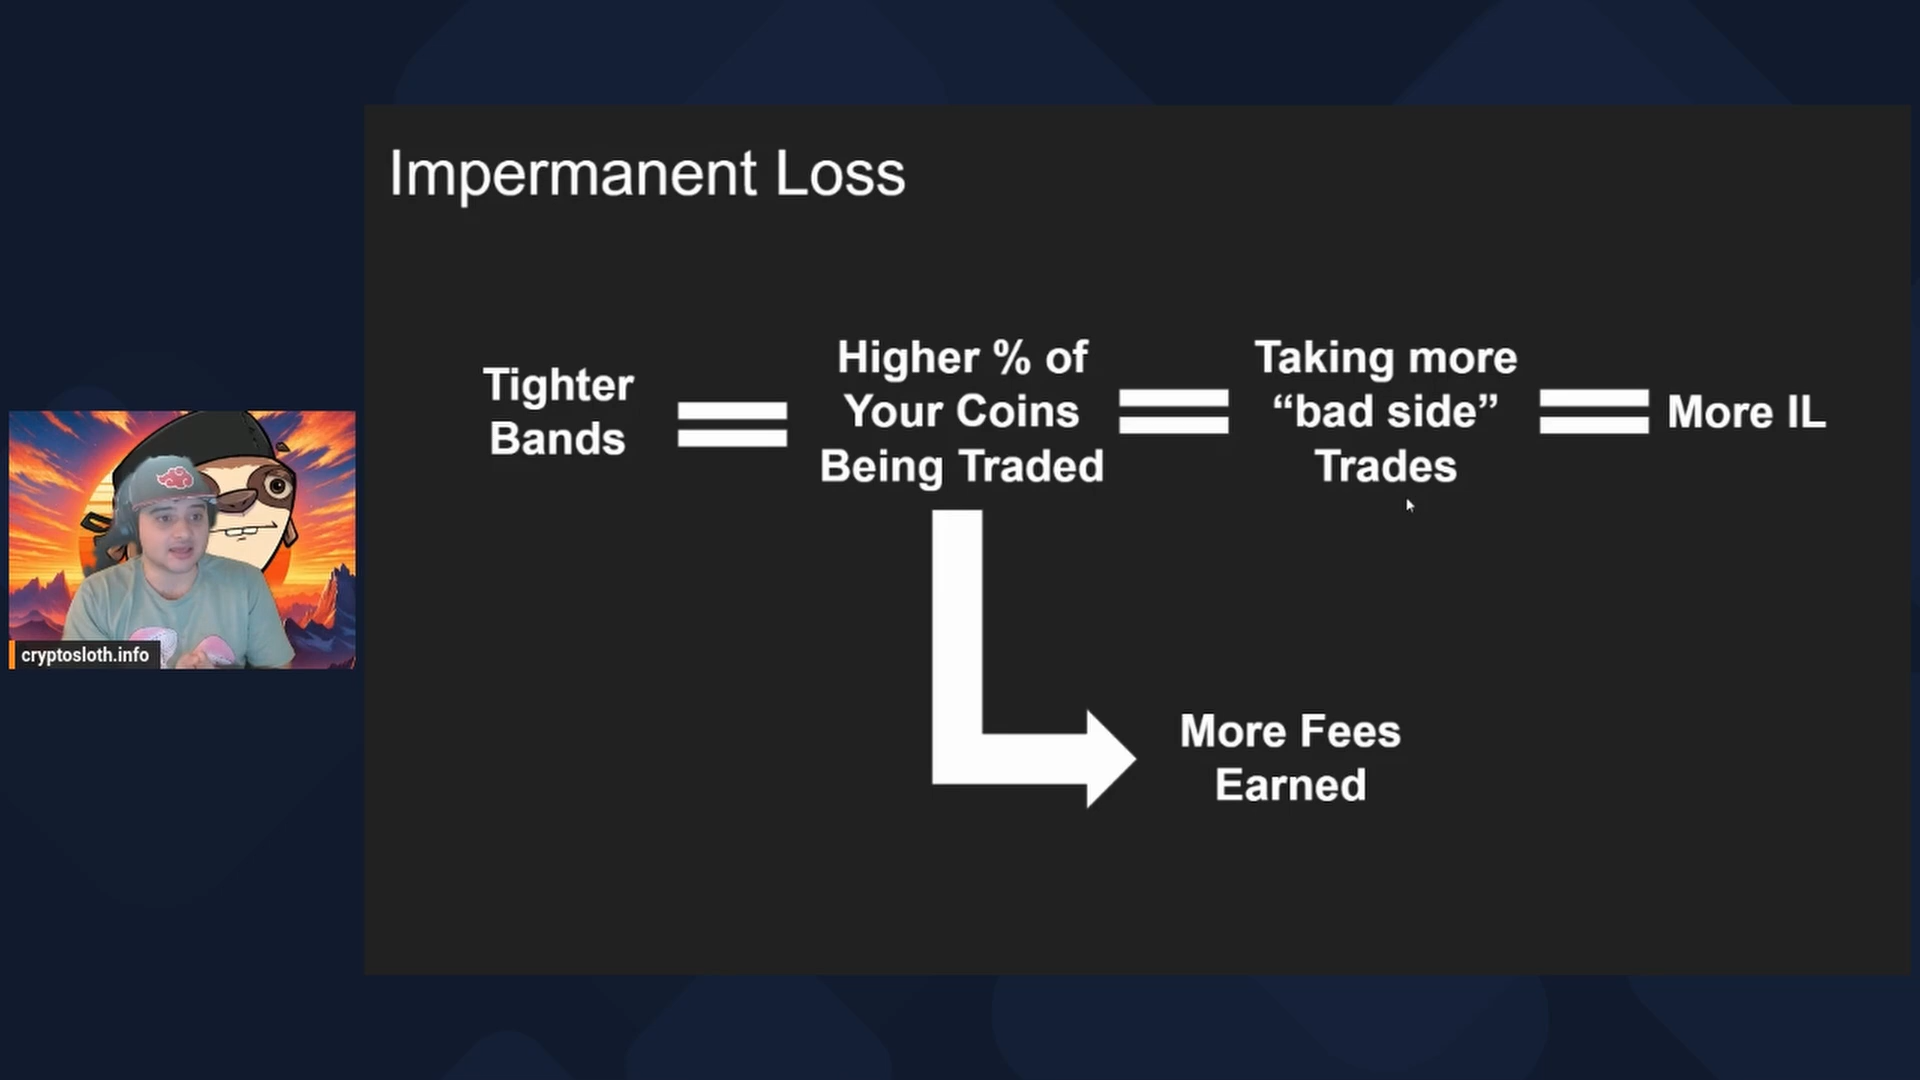 Impermanent Loss
Tighter
Bands
Higher % of
Your Coins
Being Traded
Taking more
“bad side”
Trades
More IL
More Fees
Earned
cryptosloth.info